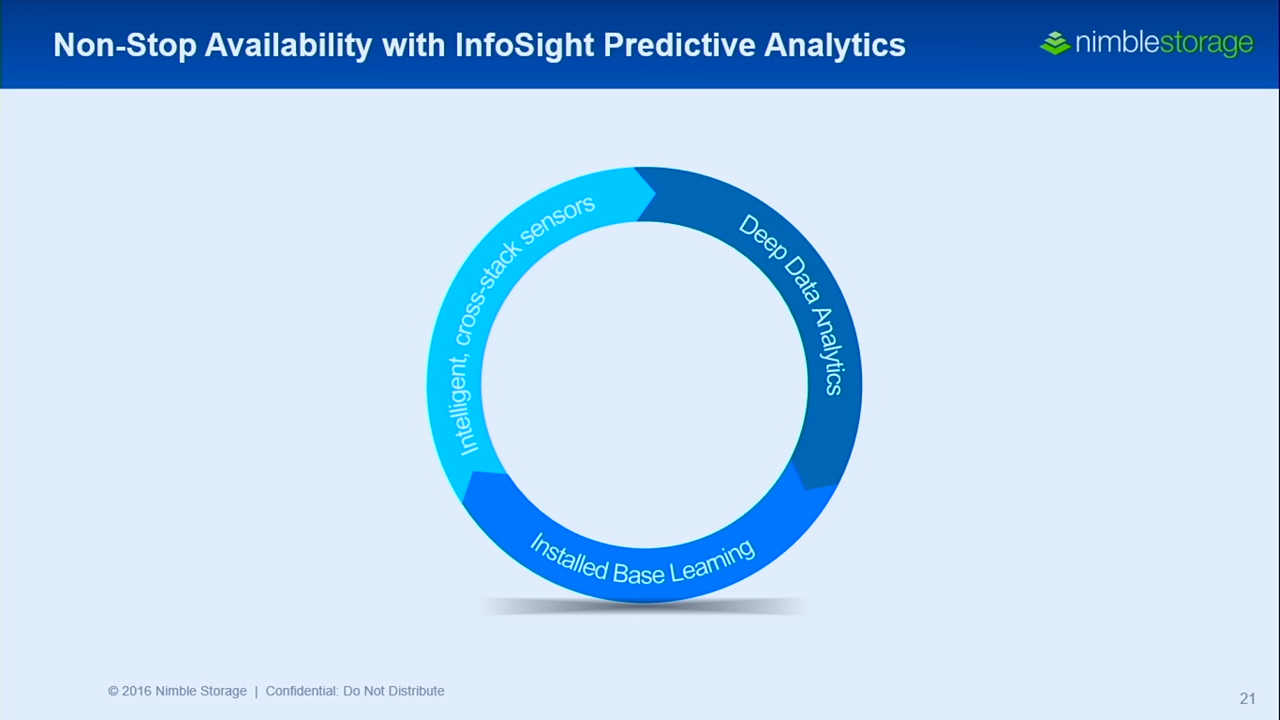 Non-Stop Availability with InfoSight Predictive Analytics
nimblestorage
Intelligent, cross-stack sensors
Deep Data Analytics
Installed Base Learning
© 2016 Nimble Storage | Confidential: Do Not Distribute
21